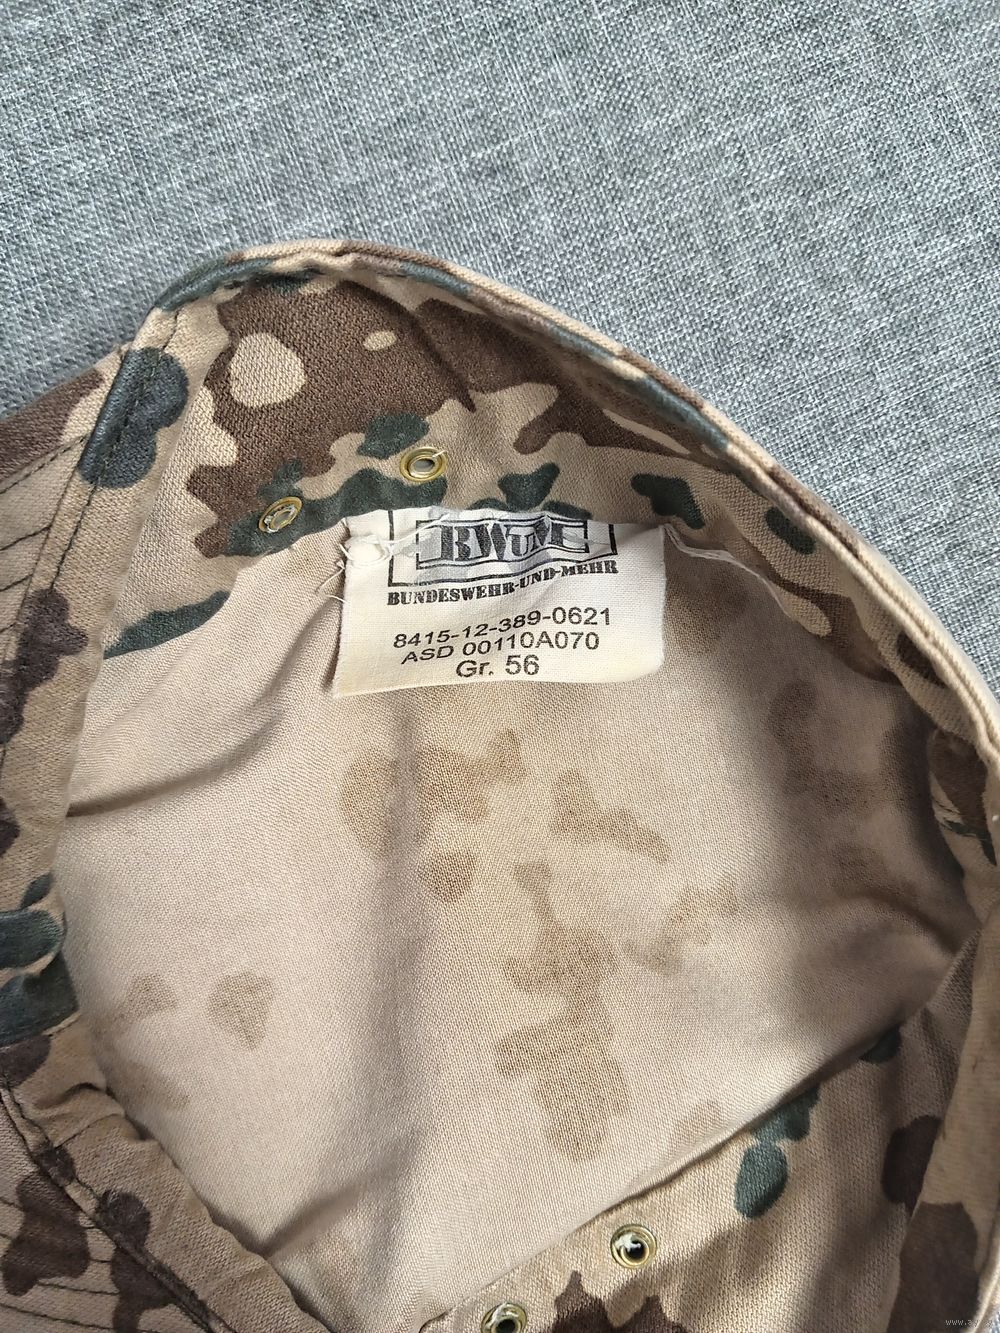 BWUM
BUNDESWEHR-UND-MEHR
8415-12-389-0621
ASD 00110A070
Gr. 56